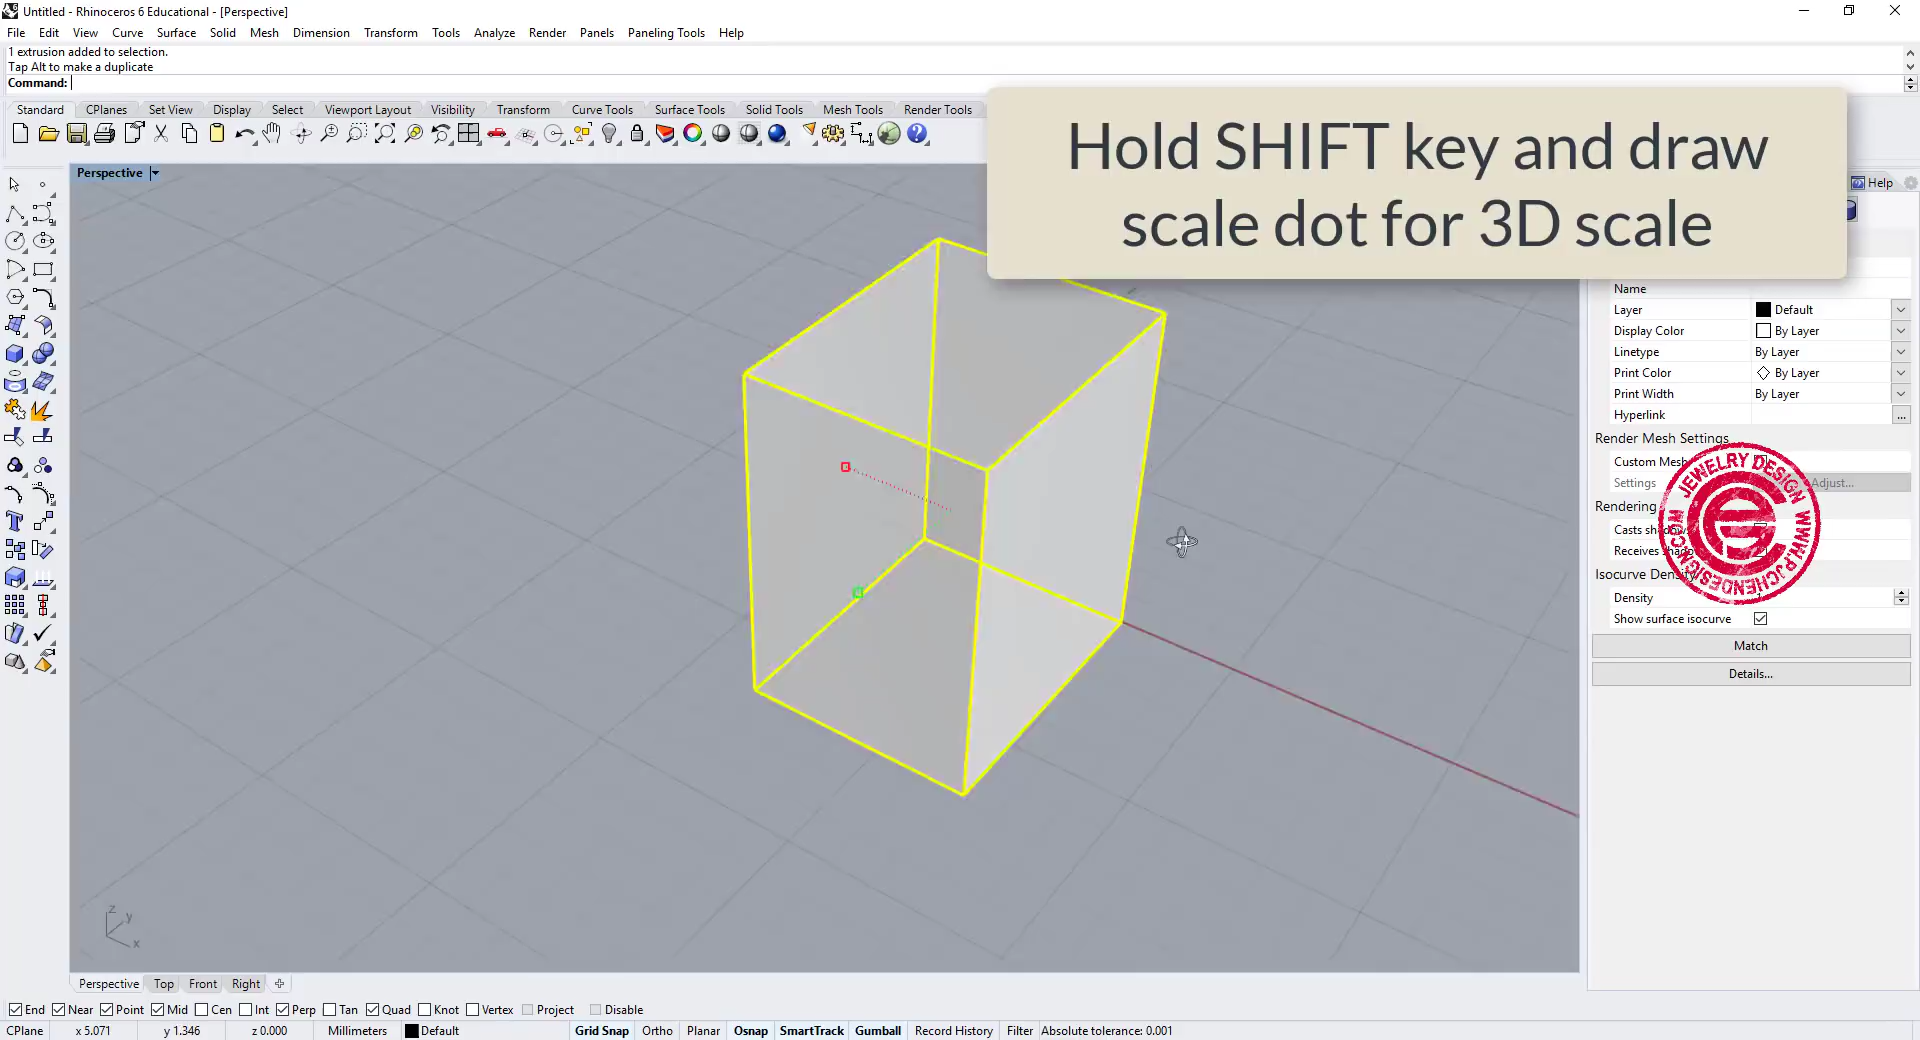 Untitled - Rhinoceros 6 Educational - [Perspective]
File Edit View Curve Surface Solid Mesh Dimension Transform Tools Analyze Render Panels Paneling Tools Help
1 extrusion added to selection.
Tap Alt to make a duplicate
Command:
Standard CPlanes Set View Display Select Viewport Layout Visibility Transform Curve Tools Surface Tools Solid Tools Mesh Tools Render Tools
Hold SHIFT key and draw
scale dot for 3D scale
Perspective
Help
Name
Layer Default
Display Color By Layer
Linetype By Layer
Print Color By Layer
Print Width By Layer
Hyperlink ...
Render Mesh Settings
Custom Mesh
Settings Adjust...
Rendering
Casts shadows
Receives shadows
Isocurve Density
Density 1
Show surface isocurve
Match
Details...
JEWELRY DESIGN WWW.PJCHENDESIGN.COM
z
y
x
Perspective Top Front Right
End Near Point Mid Cen Int Perp Tan Quad Knot Vertex Project Disable
CPlane x 5.071 y 1.346 z 0.000 Millimeters Default Grid Snap Ortho Planar Osnap SmartTrack Gumball Record History Filter Absolute tolerance: 0.001